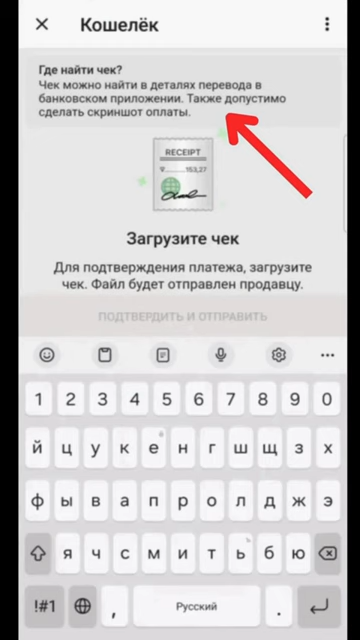 Кошелёк
Где найти чек?
Чек можно найти в деталях перевода в
банковском приложении. Также допустимо
сделать скриншот оплаты.
RECEIPT
153,27
Загрузите чек
Для подтверждения платежа, загрузите
чек. Файл будет отправлен продавцу.
ПОДТВЕРДИТЬ И ОТПРАВИТЬ
1 2 3 4 5 6 7 8 9 0
й ц у к е н г ш щ з х
ф ы в а п р о л д ж э
я ч с м и т ь б ю
!#1 , Русский .